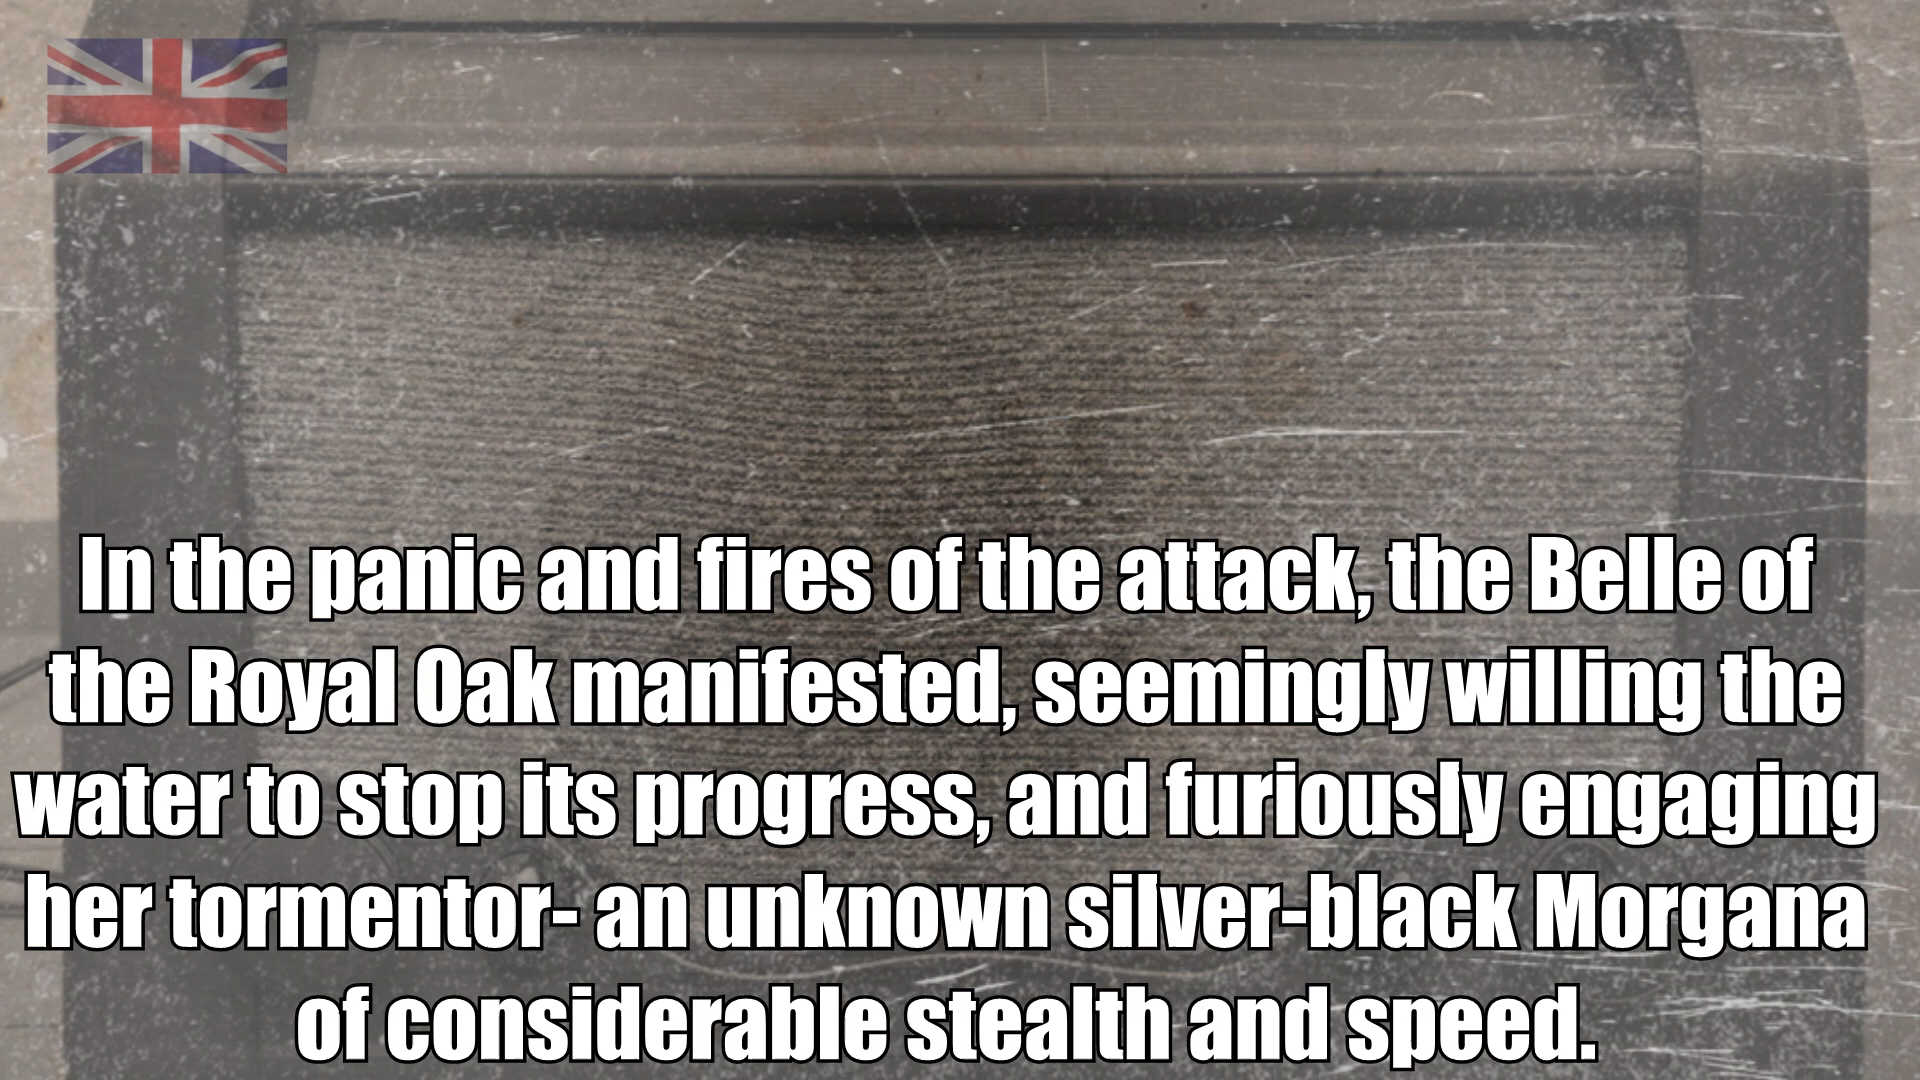 In the panic and fires of the attack, the Belle of
the Royal Oak manifested, seemingly willing the
water to stop its progress, and furiously engaging
her tormentor- an unknown silver-black Morgana
of considerable stealth and speed.